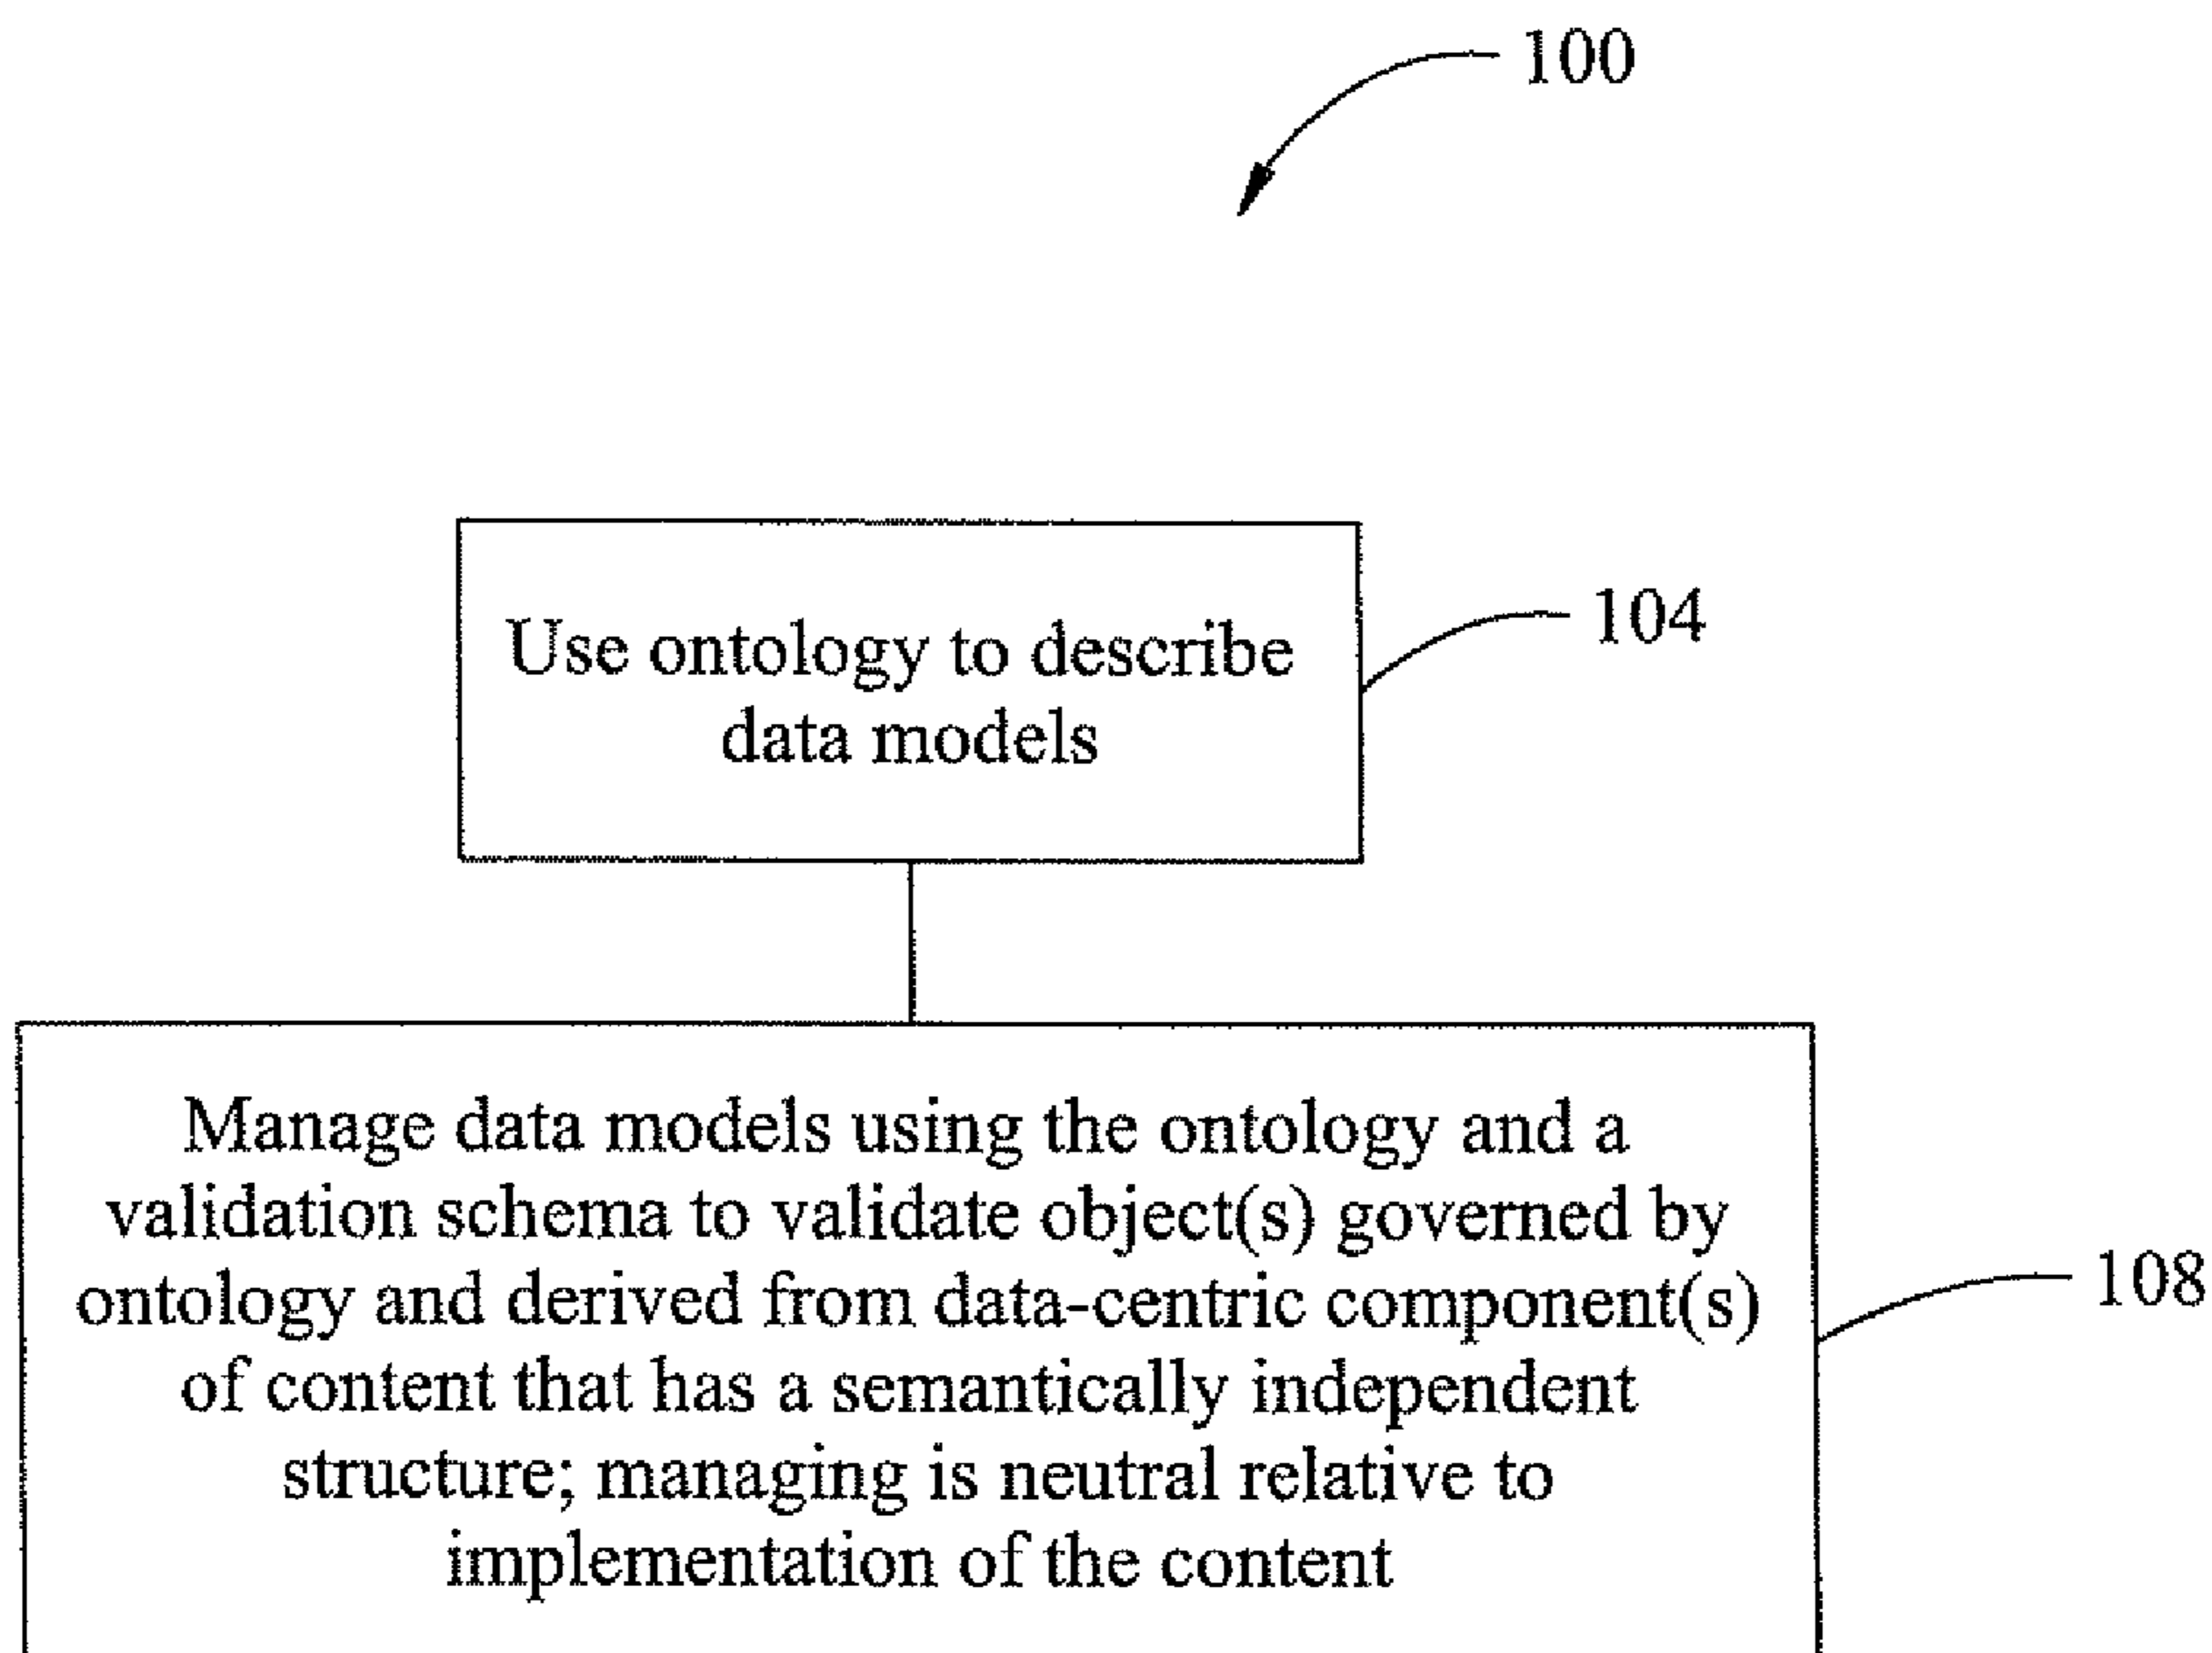 100
Use ontology to describe
data models
104
Manage data models using the ontology and a
validation schema to validate object(s) governed by
ontology and derived from data-centric component(s)
of content that has a semantically independent
structure; managing is neutral relative to
implementation of the content
108